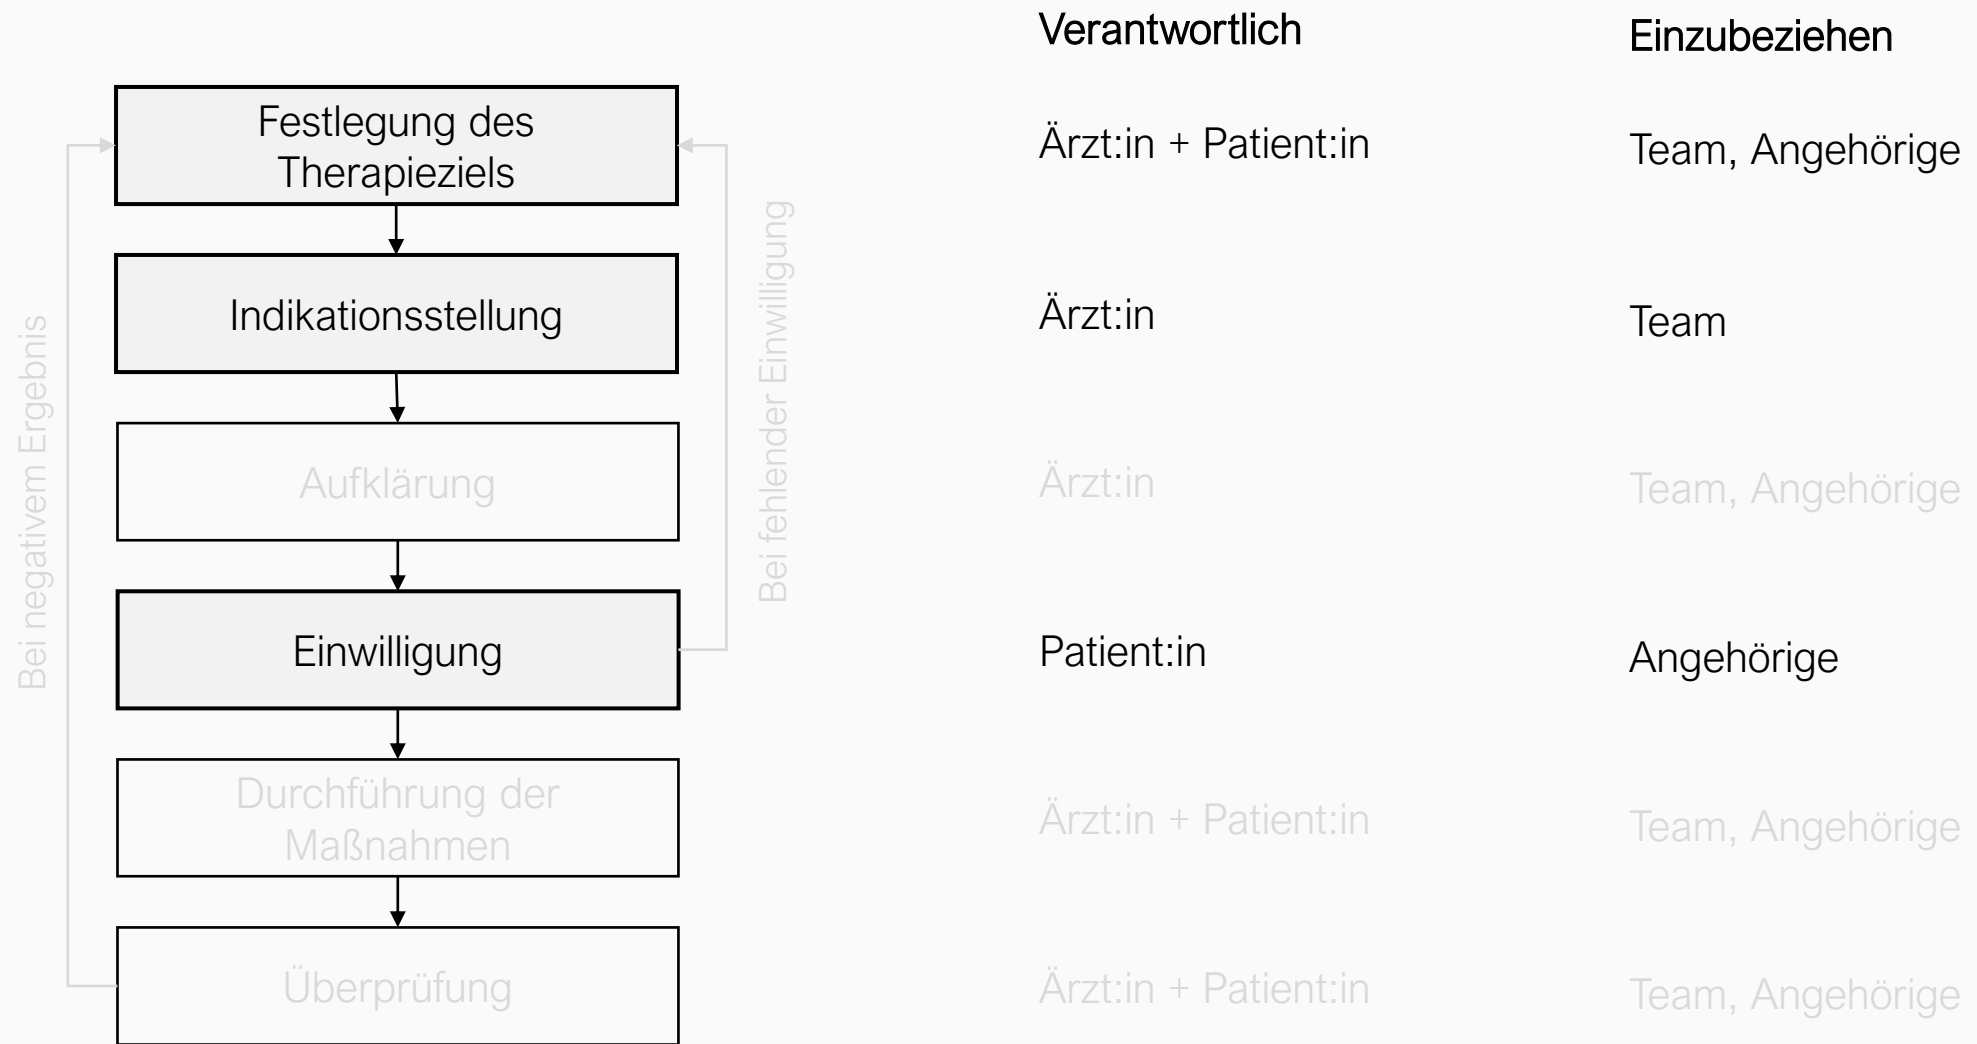 Verantwortlich
Einzubeziehen
Festlegung des
Therapieziels
Ärzt:in + Patient:in
Team, Angehörige
Indikationsstellung
Ärzt:in
Team
Aufklärung
Ärzt:in
Team, Angehörige
Einwilligung
Patient:in
Angehörige
Durchführung der
Maßnahmen
Ärzt:in + Patient:in
Team, Angehörige
Überprüfung
Ärzt:in + Patient:in
Team, Angehörige
Bei negativem Ergebnis
Bei fehlender Einwilligung